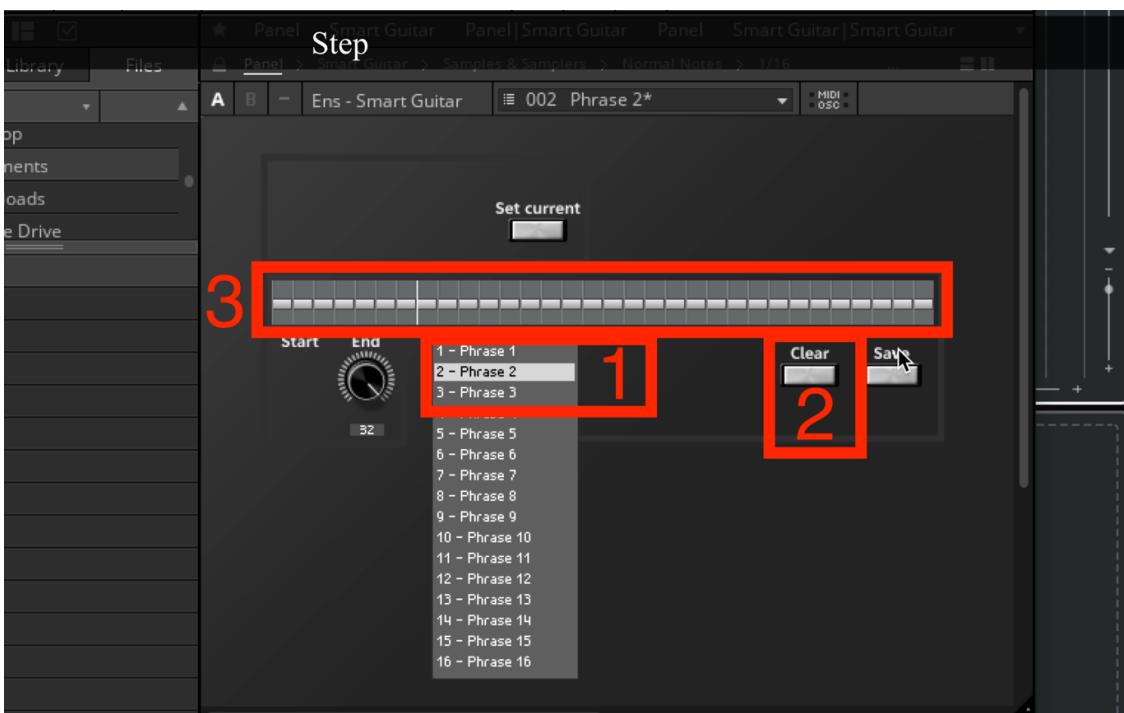 Panel Smart Guitar Panel|Smart Guitar Panel Smart Guitar|Smart Guitar
Step
Library Files
Panel > Smart Guitar > Samples & Samplers > Normal Notes > 1/16 ...
A B - Ens - Smart Guitar 002 Phrase 2* MIDI OSC
op
ments
oads
e Drive
Set current
3
Start End
32
1 - Phrase 1
2 - Phrase 2
3 - Phrase 3
5 - Phrase 5
6 - Phrase 6
7 - Phrase 7
8 - Phrase 8
9 - Phrase 9
10 - Phrase 10
11 - Phrase 11
12 - Phrase 12
13 - Phrase 13
14 - Phrase 14
15 - Phrase 15
16 - Phrase 16
1
Clear Save
2